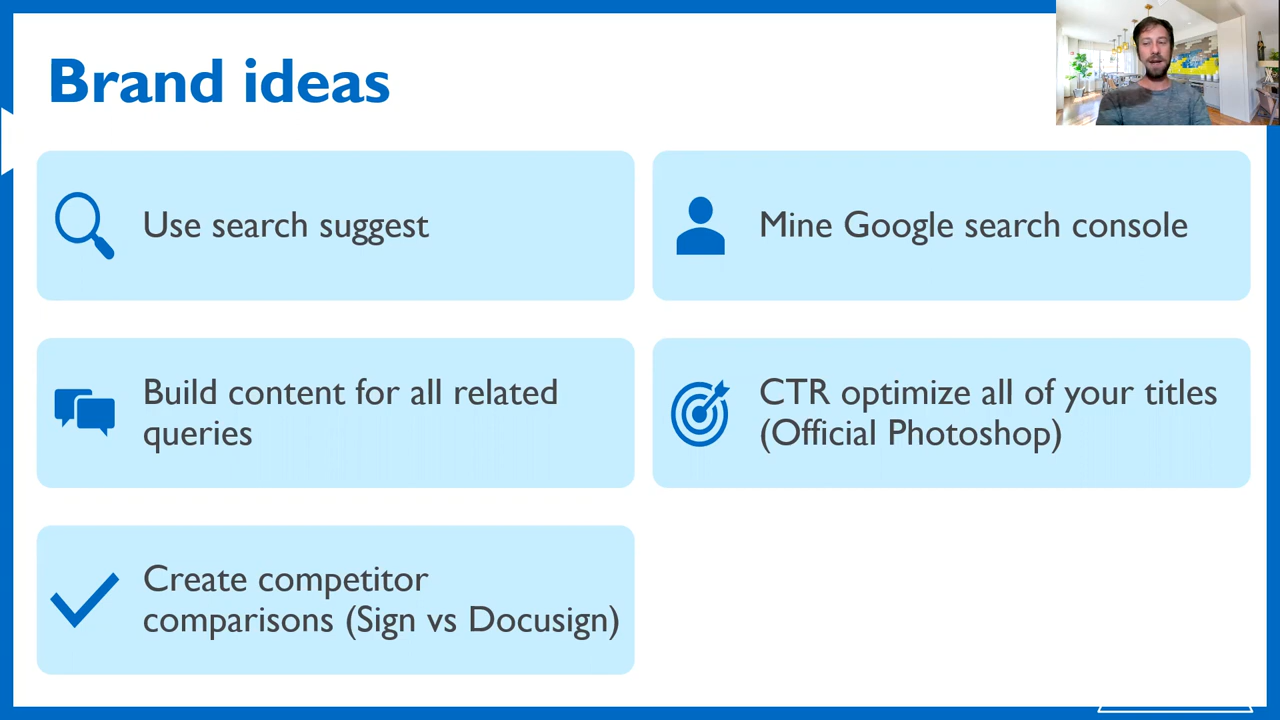 Brand ideas
Use search suggest
Mine Google search console
Build content for all related
queries
CTR optimize all of your titles
(Official Photoshop)
Create competitor
comparisons (Sign vs Docusign)